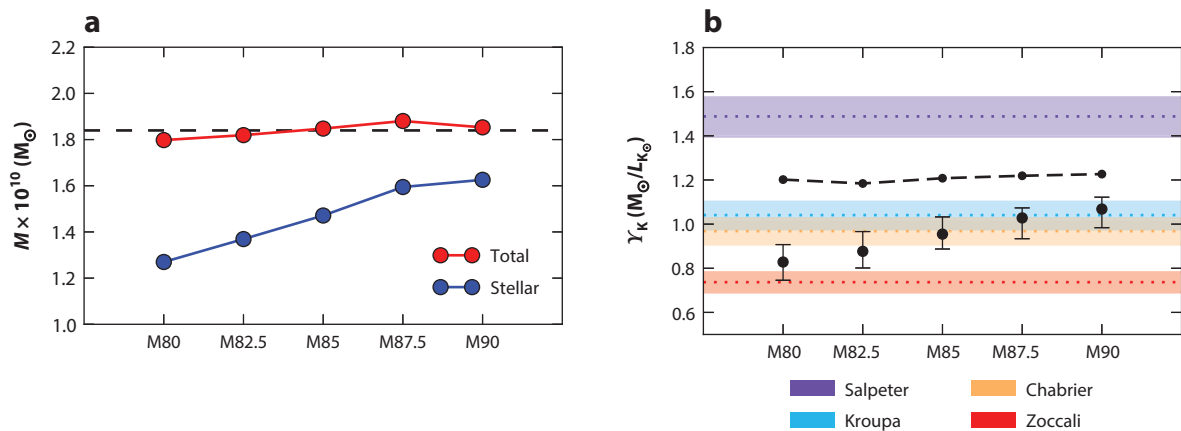 a
M × 10¹⁰ (M⊙)
2.2
2.0
1.8
1.6
1.4
1.2
1.0
M80 M82.5 M85 M87.5 M90
Total
Stellar
b
ϒK (M⊙/LK⊙)
1.8
1.6
1.4
1.2
1.0
0.8
0.6
M80 M82.5 M85 M87.5 M90
Salpeter Chabrier
Kroupa Zoccali